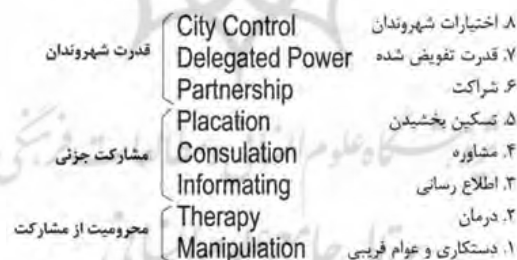 City Control ۸. اختیارات شهروندان
قدرت شهروندان Delegated Power ۷. قدرت تفویض شده
Partnership ۶. شراکت
Placation ۵. تسکین بخشیدن
مشارکت جزئی Consulation ۴. مشاوره
Informating ۳. اطلاع رسانی
Therapy ۲. درمان
محرومیت از مشارکت
Manipulation ۱. دستکاری و عوام فریبی